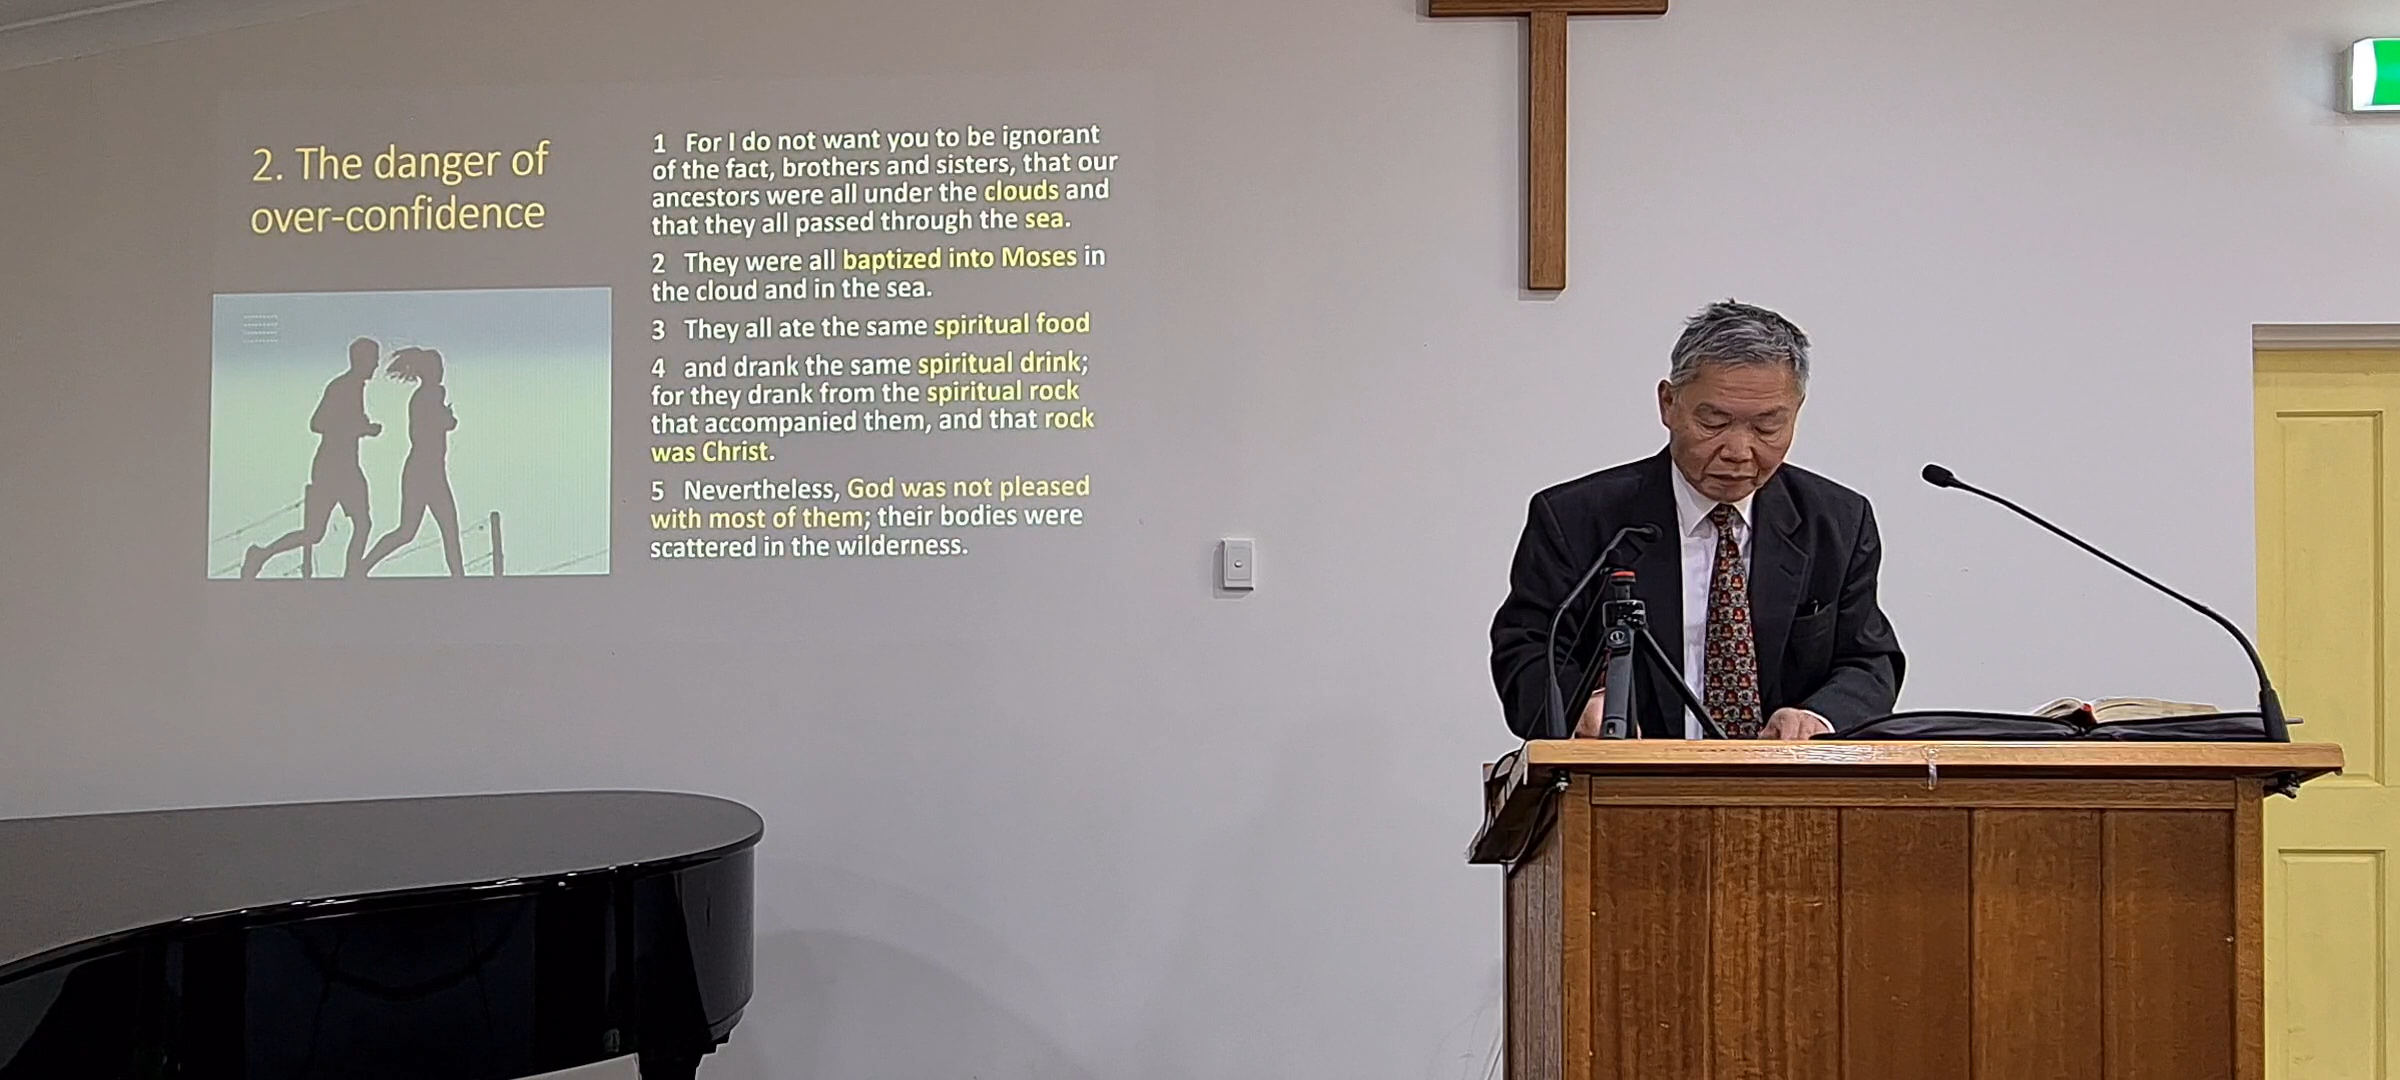 2. The danger of
over-confidence
1 For I do not want you to be ignorant
of the fact, brothers and sisters, that our
ancestors were all under the clouds and
that they all passed through the sea.
2 They were all baptized into Moses in
the cloud and in the sea.
3 They all ate the same spiritual food
4 and drank the same spiritual drink;
for they drank from the spiritual rock
that accompanied them, and that rock
was Christ.
5 Nevertheless, God was not pleased
with most of them; their bodies were
scattered in the wilderness.